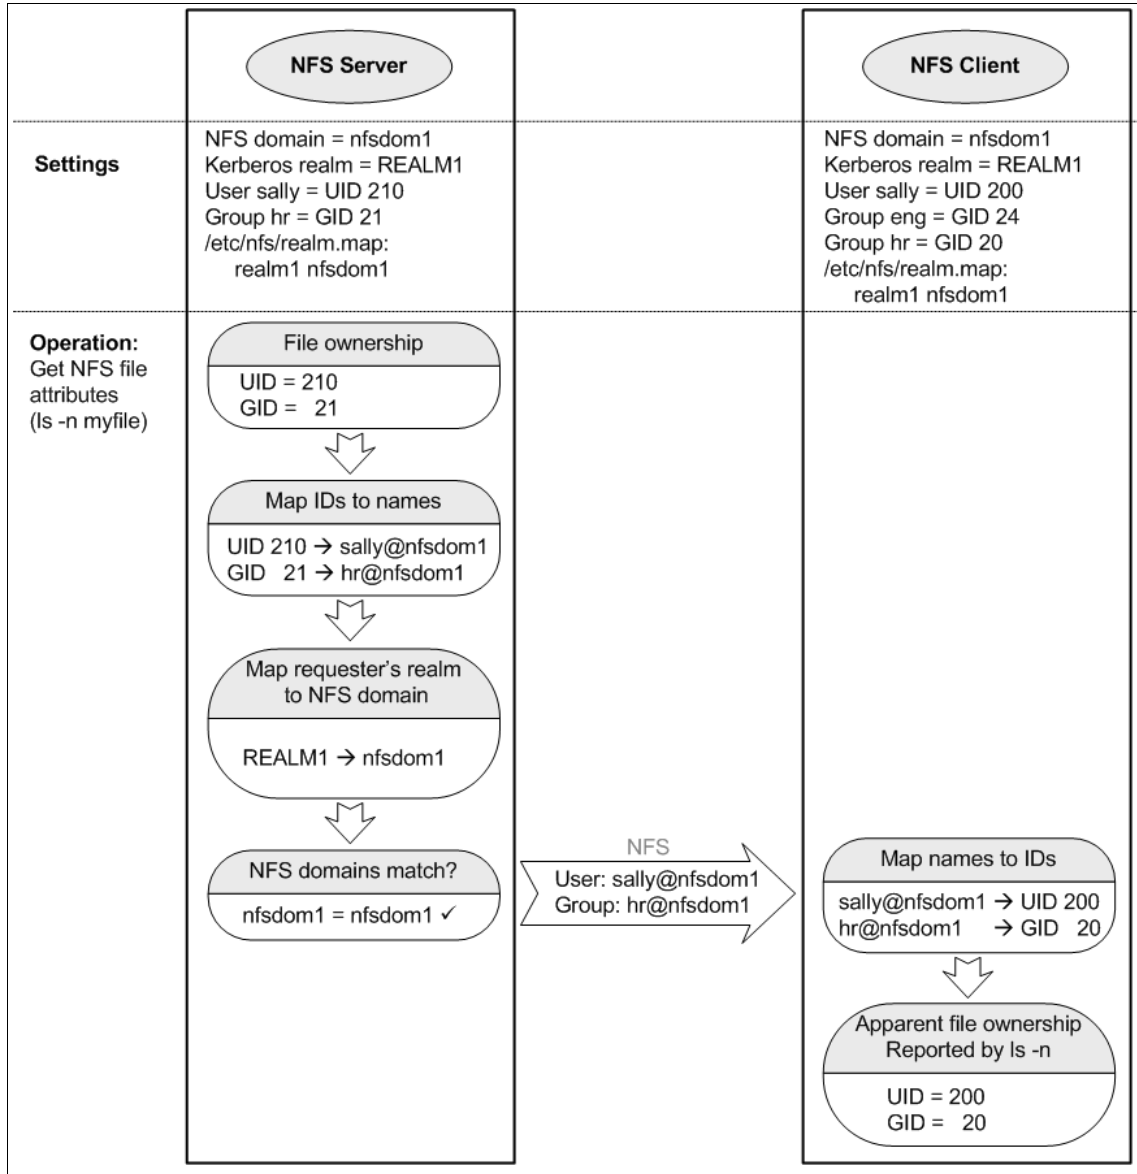 NFS Server
NFS Client
Settings
NFS domain = nfsdom1
Kerberos realm = REALM1
User sally = UID 210
Group hr = GID 21
/etc/nfs/realm.map:
realm1 nfsdom1
NFS domain = nfsdom1
Kerberos realm = REALM1
User sally = UID 200
Group eng = GID 24
Group hr = GID 20
/etc/nfs/realm.map:
realm1 nfsdom1
Operation:
Get NFS file
attributes
(ls -n myfile)
File ownership
UID = 210
GID = 21
Map IDs to names
UID 210 → sally@nfsdom1
GID 21 → hr@nfsdom1
Map requester's realm
to NFS domain
REALM1 → nfsdom1
NFS domains match?
nfsdom1 = nfsdom1 ✓
NFS
User: sally@nfsdom1
Group: hr@nfsdom1
Map names to IDs
sally@nfsdom1 → UID 200
hr@nfsdom1 → GID 20
Apparent file ownership
Reported by ls -n
UID = 200
GID = 20